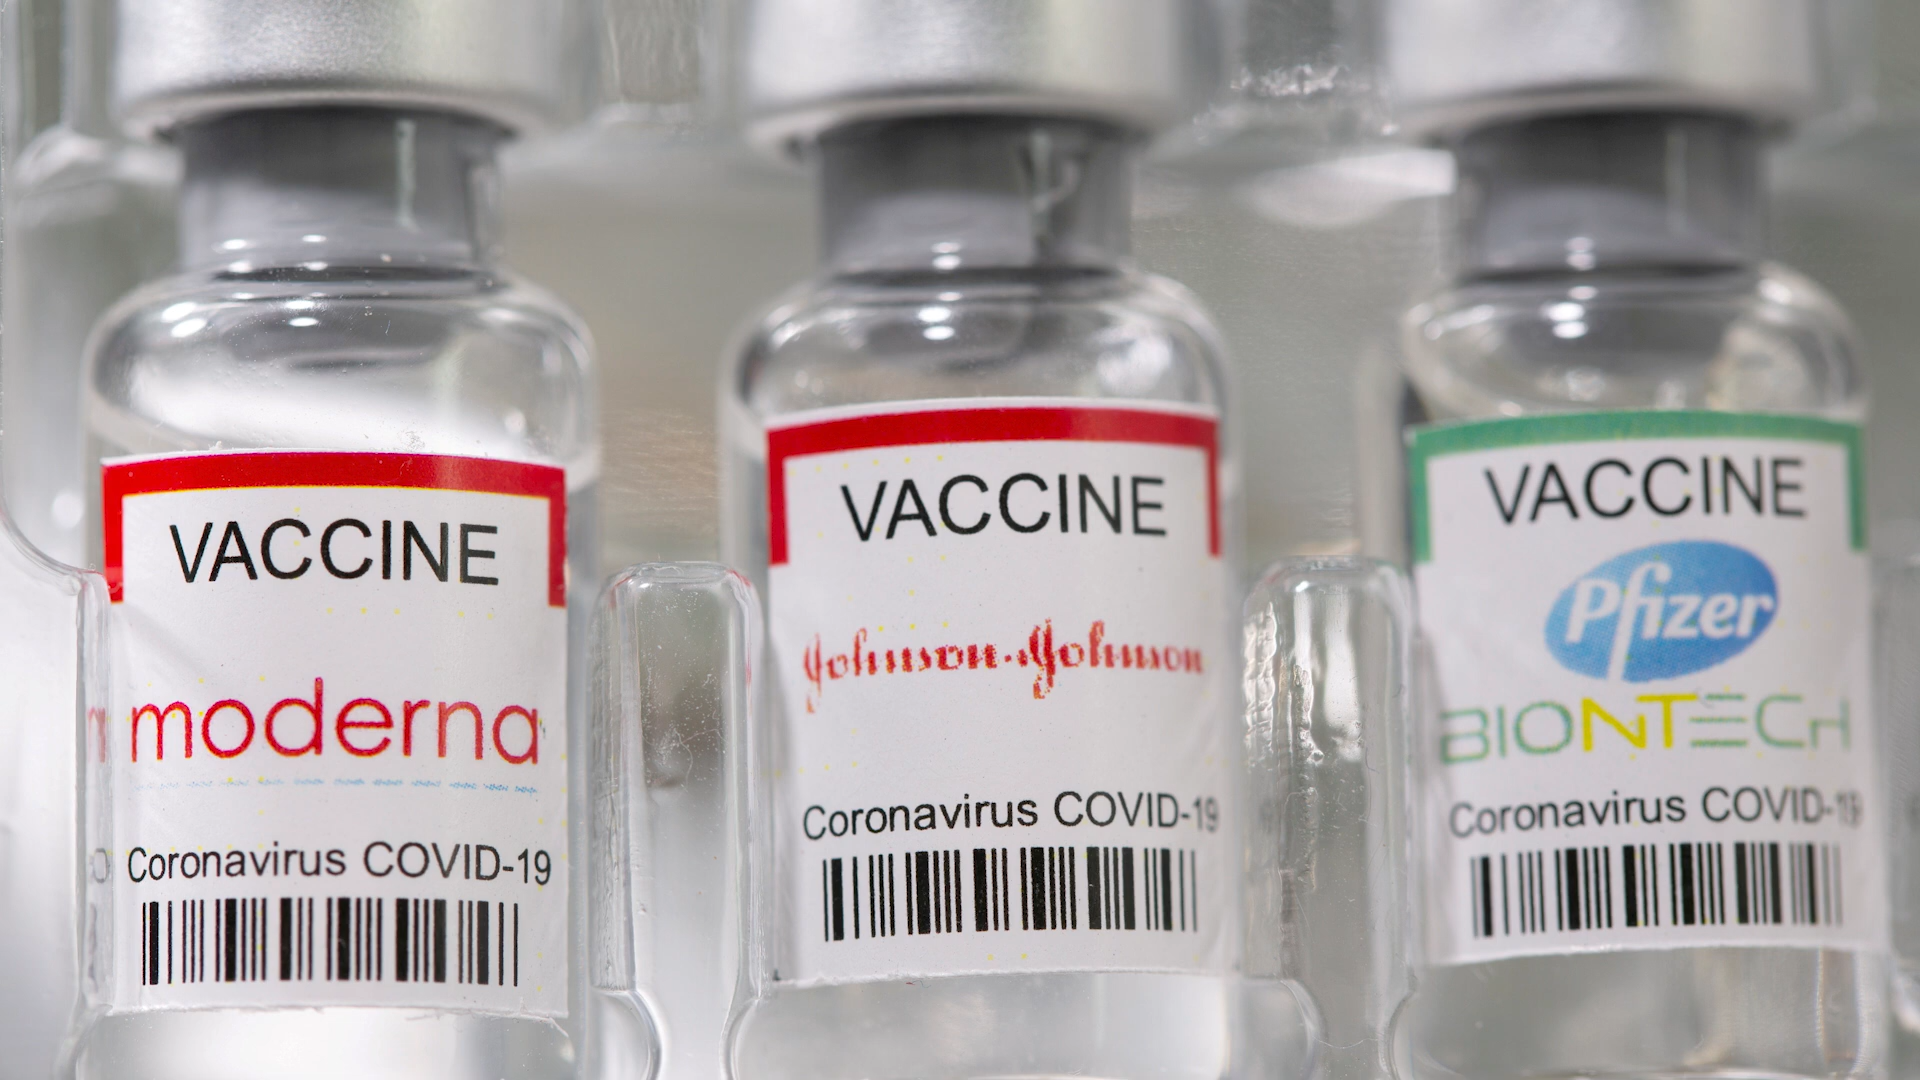 VACCINE
moderna
Coronavirus COVID-19
VACCINE
Johnson-Johnson
Coronavirus COVID-19
VACCINE
Pfizer
BIONTECH
Coronavirus COVID-19